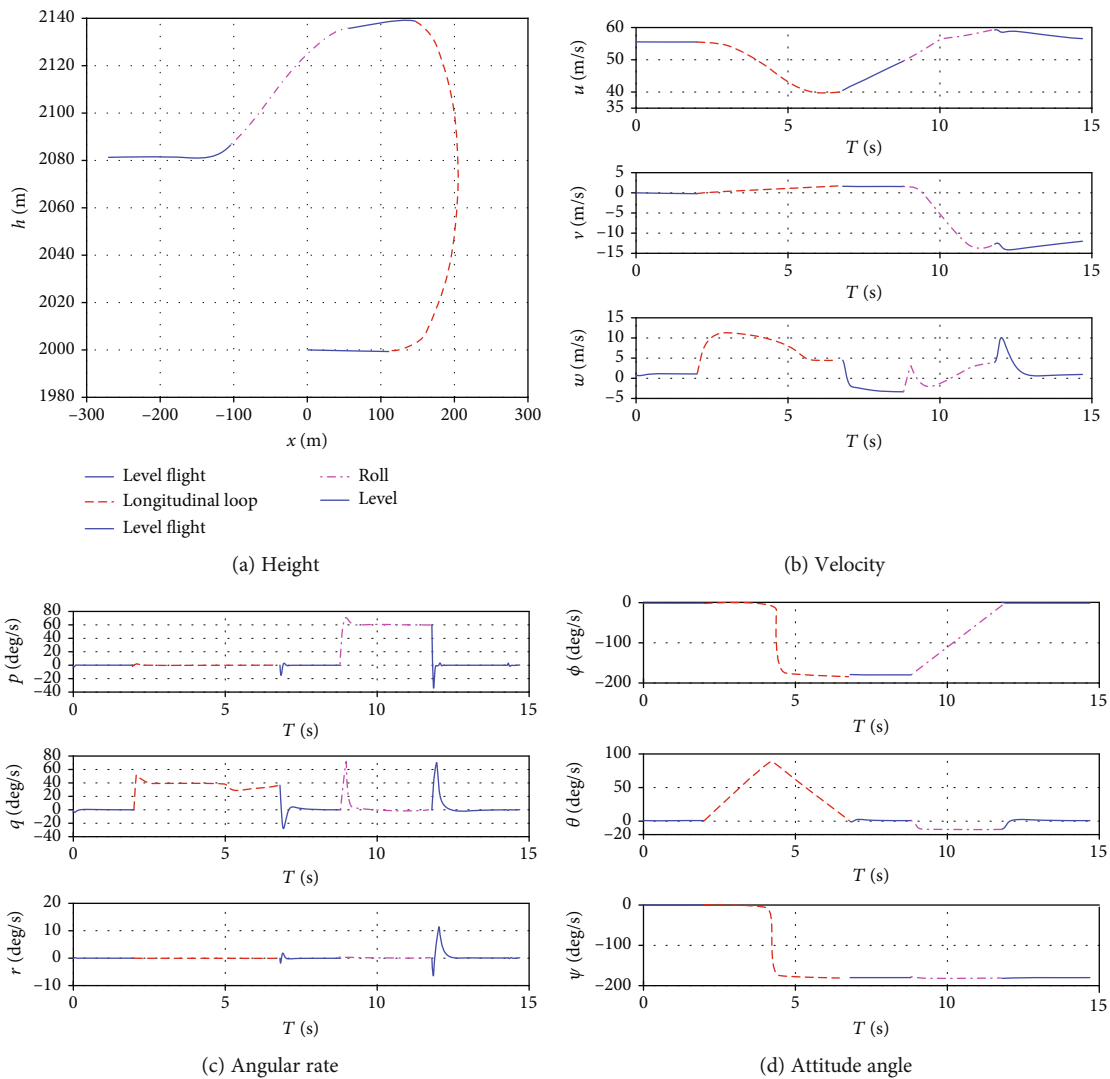 2140
2120
2100
2080
2060
2040
2020
2000
1980
h (m)
−300 −200 −100 0 100 200 300
x (m)
Level flight
Longitudinal loop
Level flight
Roll
Level
(a) Height
60
50
40
35
u (m/s)
0 5 10 15
T (s)
5
0
−5
−10
−15
v (m/s)
0 5 10 15
T (s)
15
10
5
0
−5
w (m/s)
0 5 10 15
T (s)
(b) Velocity
80
60
40
20
0
−20
−40
p (deg/s)
0 5 10 15
T (s)
80
60
40
20
0
−20
−40
q (deg/s)
0 5 10 15
T (s)
20
10
0
−10
r (deg/s)
0 5 10 15
T (s)
(c) Angular rate
0
−100
−200
ϕ (deg/s)
0 5 10 15
T (s)
100
50
0
−20
θ (deg/s)
0 5 10 15
T (s)
0
−100
−200
ψ (deg/s)
0 5 10 15
T (s)
(d) Attitude angle